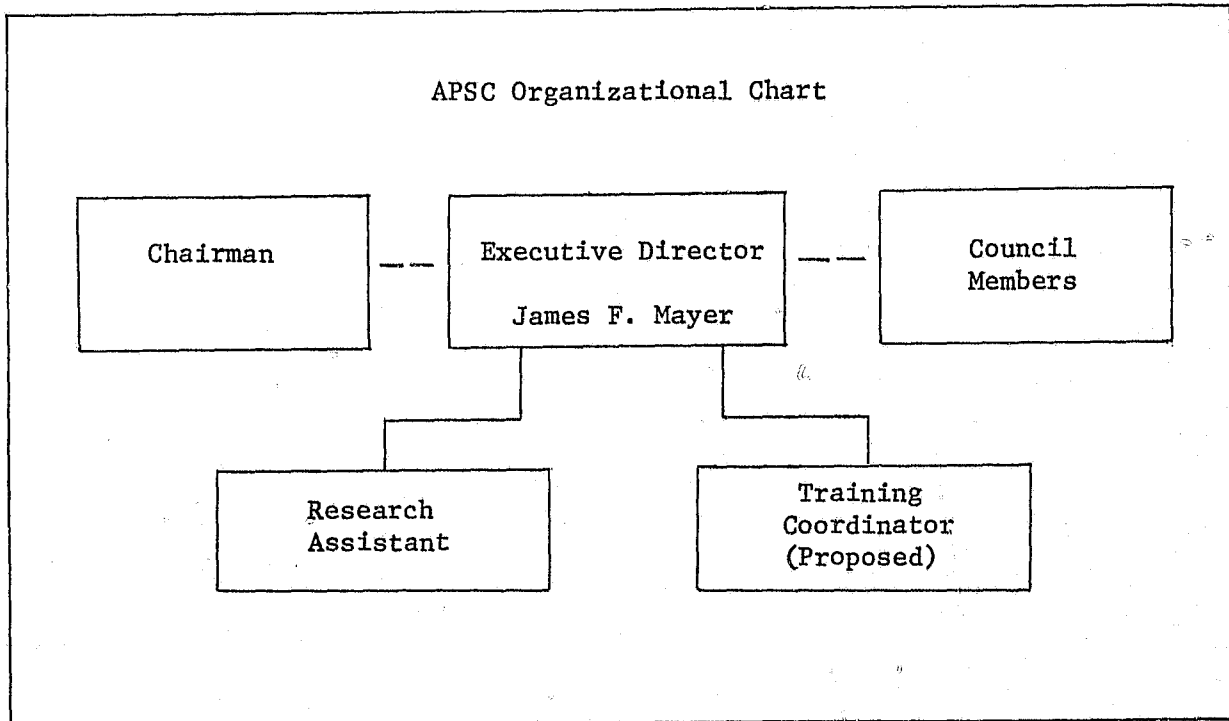 APSC Organizational Chart
Chairman
Executive Director
James F. Mayer
Council
Members
Research
Assistant
Training
Coordinator
(Proposed)